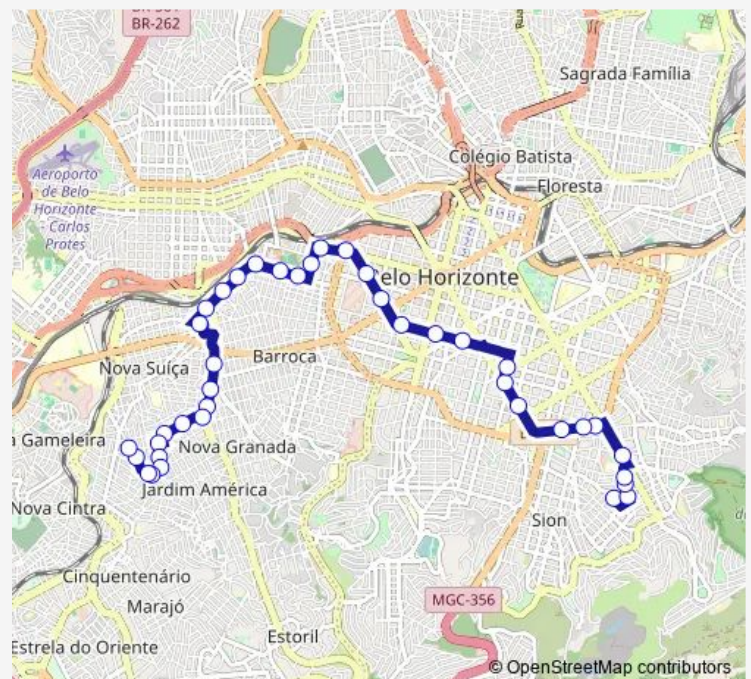 BR-262
Sagrada Família
Colégio Batista
Floresta
Aeroporto
de Belo
Horizonte
- Carlos
Prates
elo Horizonte
Nova Suíça
Barroca
a Gameleira
Nova Granada
Jardim América
Nova Cintra
Sion
Cinquentenário
Marajó
MGC-356
Estoril
Estrela do Oriente
© OpenStreetMap contributors